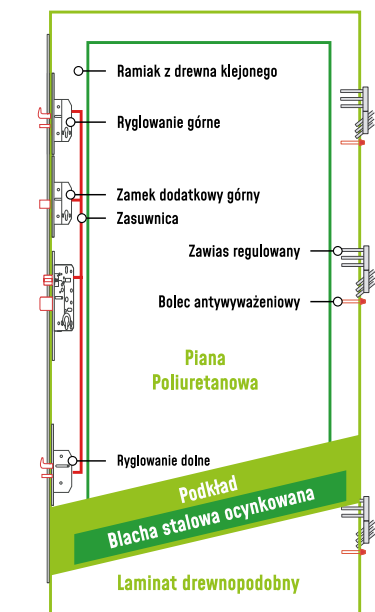 Ramiak z drewna klejonego
Ryglowanie górne
Zamek dodatkowy górny
Zasuwnica
Zawias regulowany
Bolec antywyważeniowy
Piana
Poliuretanowa
Ryglowanie dolne
Podkład
Blacha stalowa ocynkowana
Laminat drewnopodobny